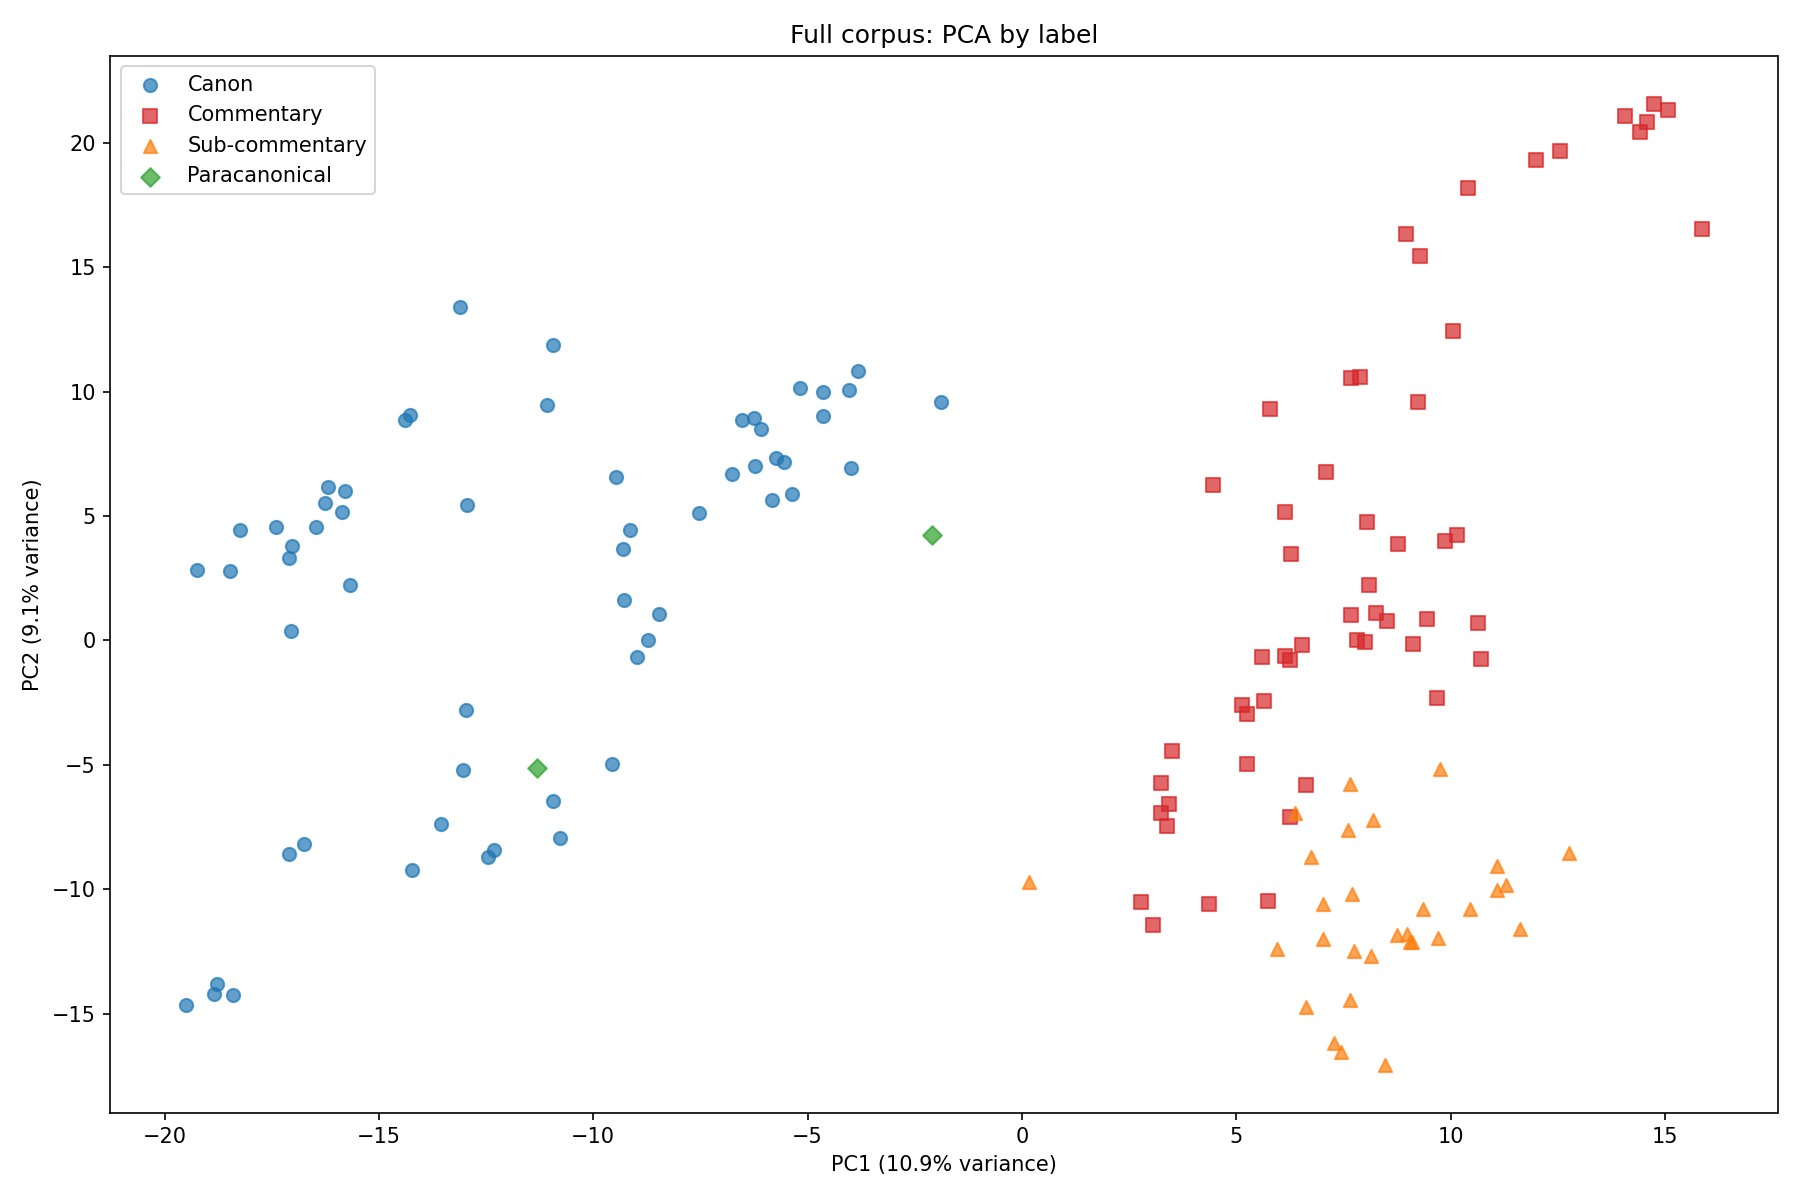 Full corpus: PCA by label
Canon
Commentary
Sub-commentary
Paracanonical
PC2 (9.1% variance)
20
15
10
5
0
−5
−10
−15
−20 −15 −10 −5 0 5 10 15
PC1 (10.9% variance)